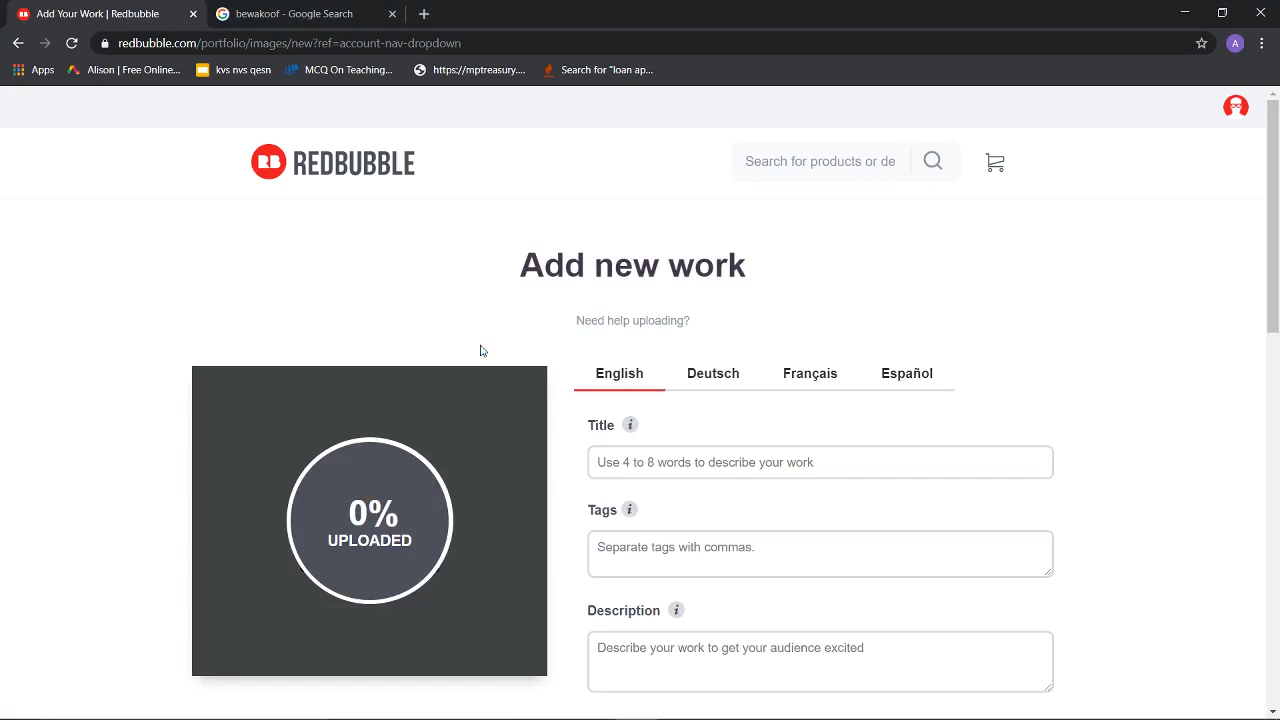 Add Your Work | Redbubble
bewakoof - Google Search
redbubble.com/portfolio/images/new?ref=account-nav-dropdown
A
Apps
Alison | Free Online...
kvs nvs qesn
MCQ On Teaching...
https://mptreasury....
Search for "loan ap...
RB REDBUBBLE
Search for products or de
Add new work
Need help uploading?
English Deutsch Français Español
Title i
Use 4 to 8 words to describe your work
0%
UPLOADED
Tags i
Separate tags with commas.
Description i
Describe your work to get your audience excited